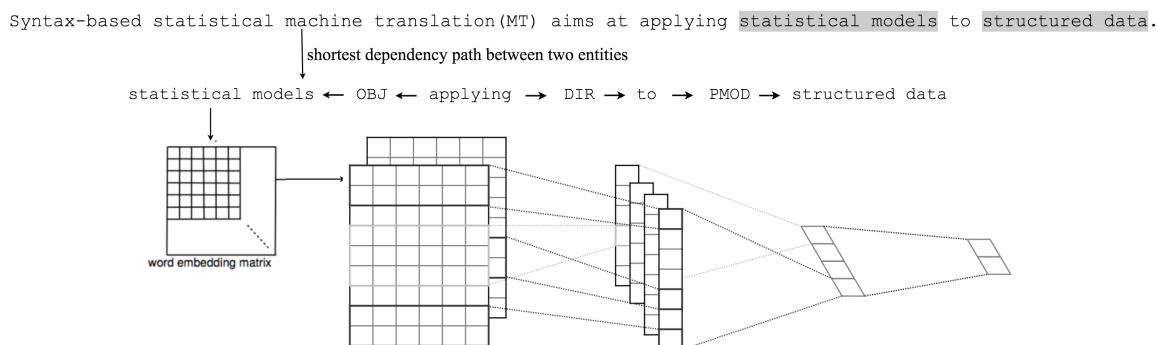 Syntax-based statistical machine translation(MT) aims at applying statistical models to structured data.
shortest dependency path between two entities
statistical models ← OBJ ← applying → DIR → to → PMOD → structured data
word embedding matrix